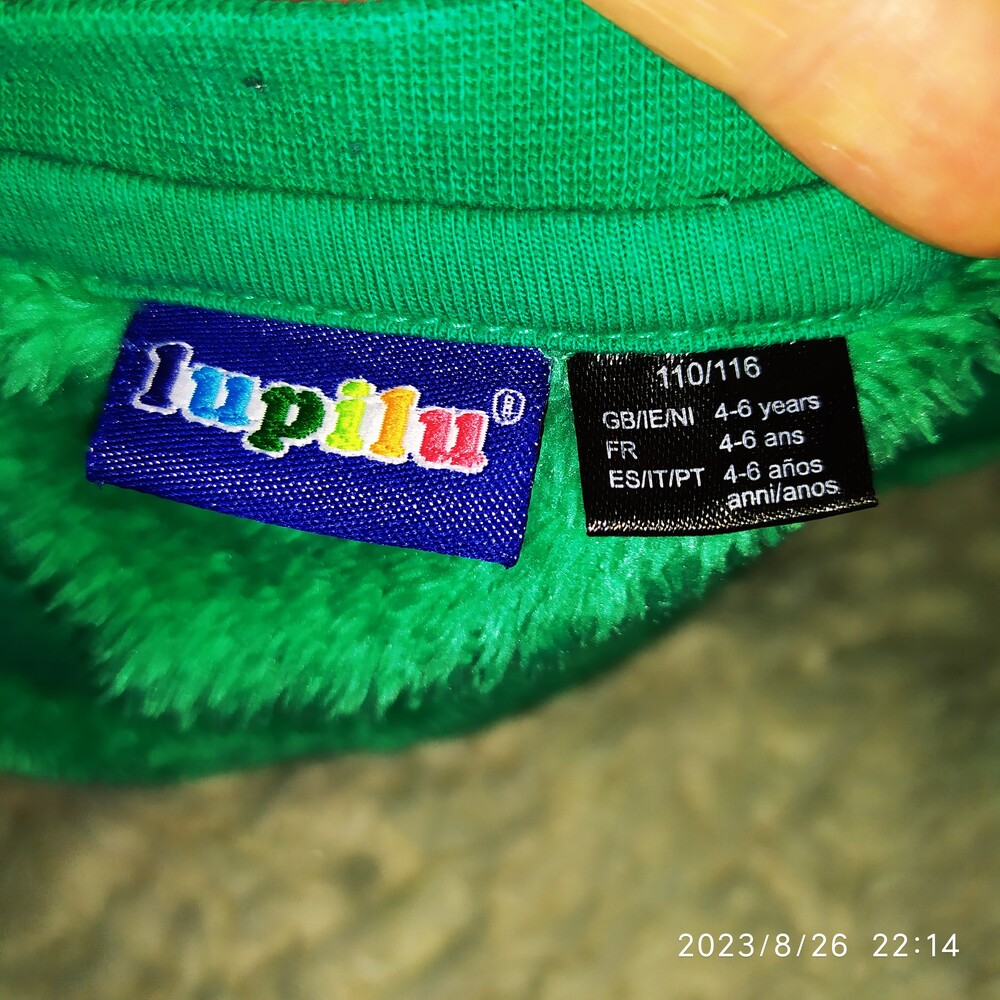 lupilu®
110/116
GB/IE/NI 4-6 years
FR 4-6 ans
ES/IT/PT 4-6 años
anni/anos
2023/8/26 22:14